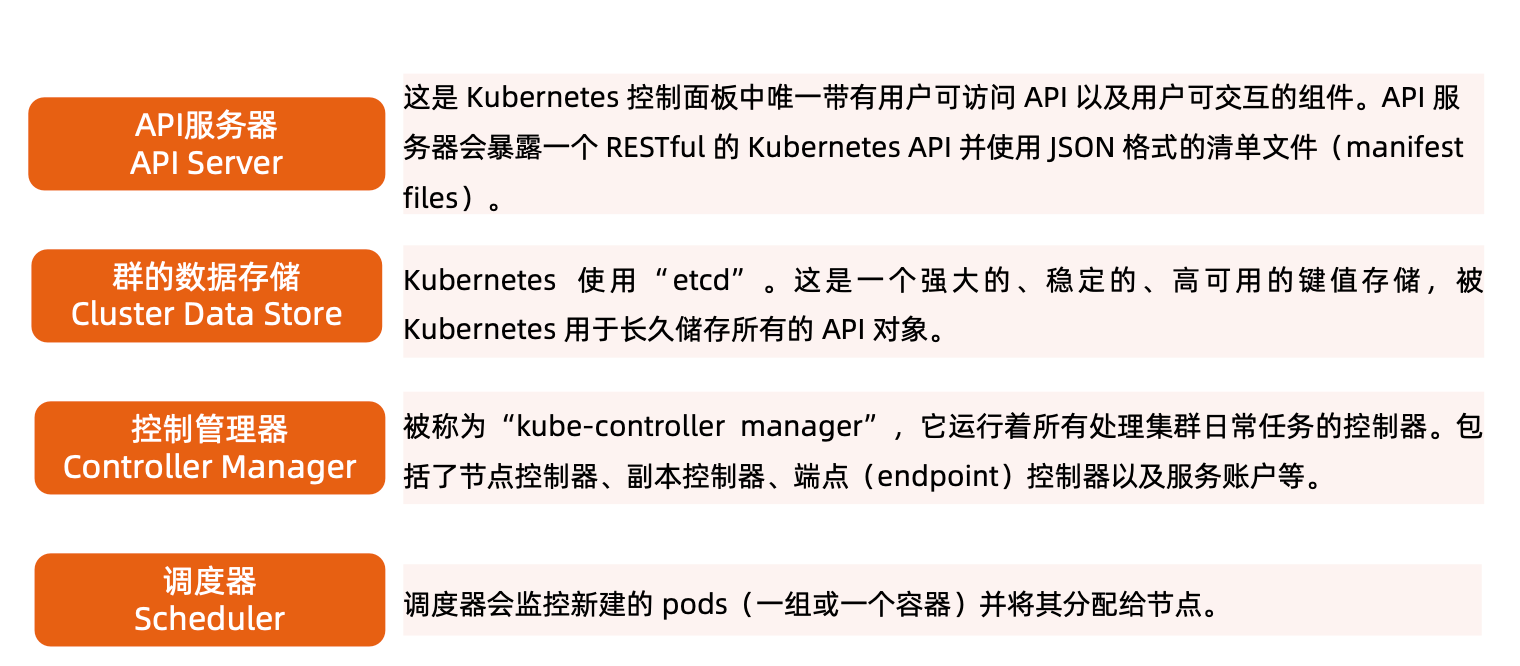 API服务器
API Server
这是 Kubernetes 控制面板中唯一带有用户可访问 API 以及用户可交互的组件。API 服
务器会暴露一个 RESTful 的 Kubernetes API 并使用 JSON 格式的清单文件（manifest
files）。
群的数据存储
Cluster Data Store
Kubernetes 使用“etcd”。这是一个强大的、稳定的、高可用的键值存储，被
Kubernetes 用于长久储存所有的 API 对象。
控制管理器
Controller Manager
被称为“kube-controller manager”，它运行着所有处理集群日常任务的控制器。包
括了节点控制器、副本控制器、端点（endpoint）控制器以及服务账户等。
调度器
Scheduler
调度器会监控新建的 pods（一组或一个容器）并将其分配给节点。